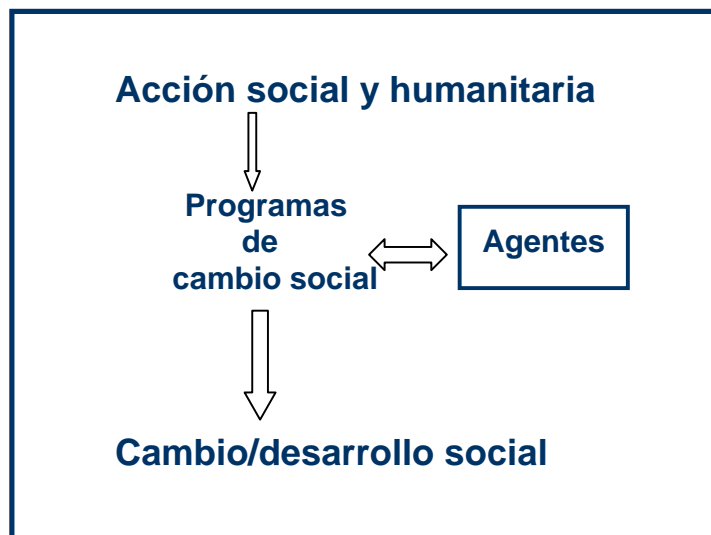 Acción social y humanitaria
Programas
de
cambio social
Agentes
Cambio/desarrollo social